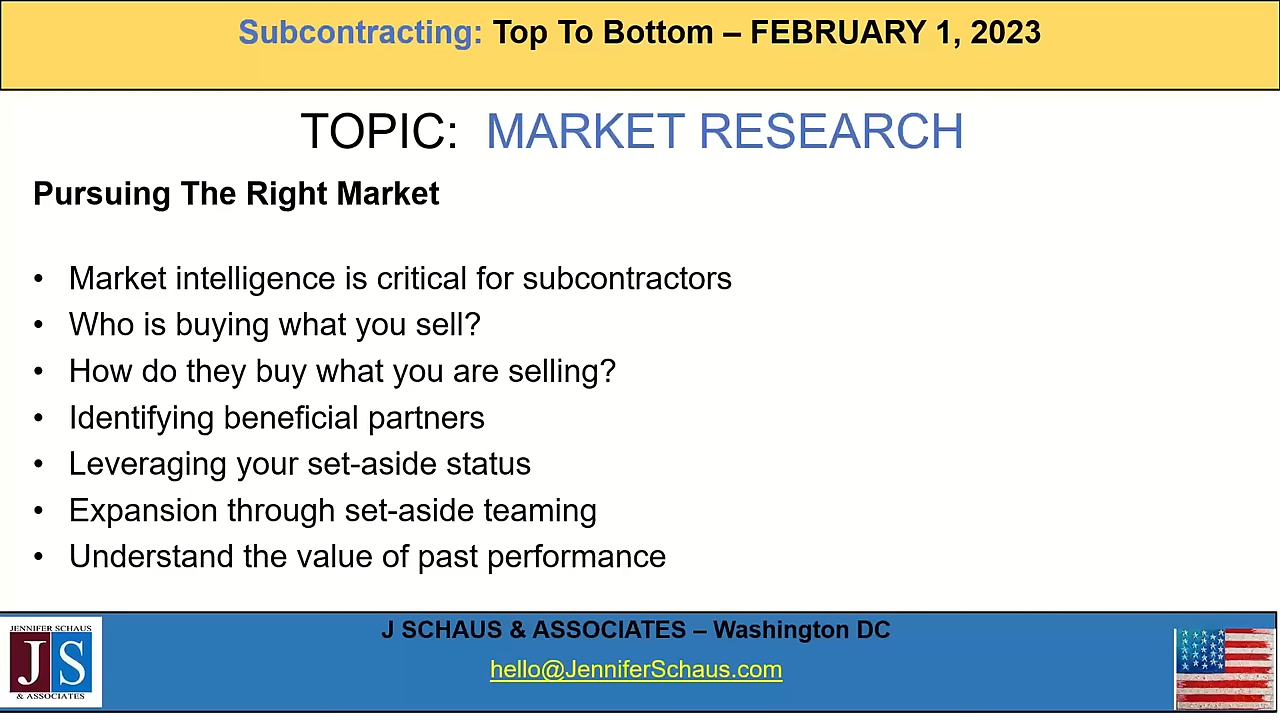 Subcontracting: Top To Bottom – FEBRUARY 1, 2023
TOPIC: MARKET RESEARCH
Pursuing The Right Market
• Market intelligence is critical for subcontractors
• Who is buying what you sell?
• How do they buy what you are selling?
• Identifying beneficial partners
• Leveraging your set-aside status
• Expansion through set-aside teaming
• Understand the value of past performance
JENNIFER SCHAUS
JS
& ASSOCIATES
J SCHAUS & ASSOCIATES – Washington DC
hello@JenniferSchaus.com